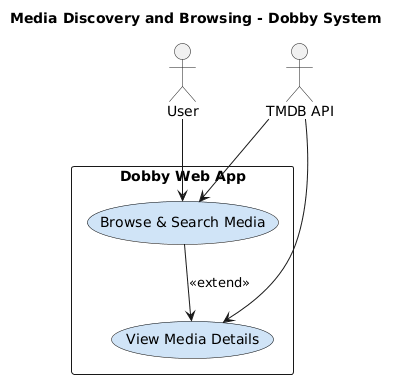 Media Discovery and Browsing - Dobby System
User
TMDB API
Dobby Web App
Browse & Search Media
«extend»
View Media Details